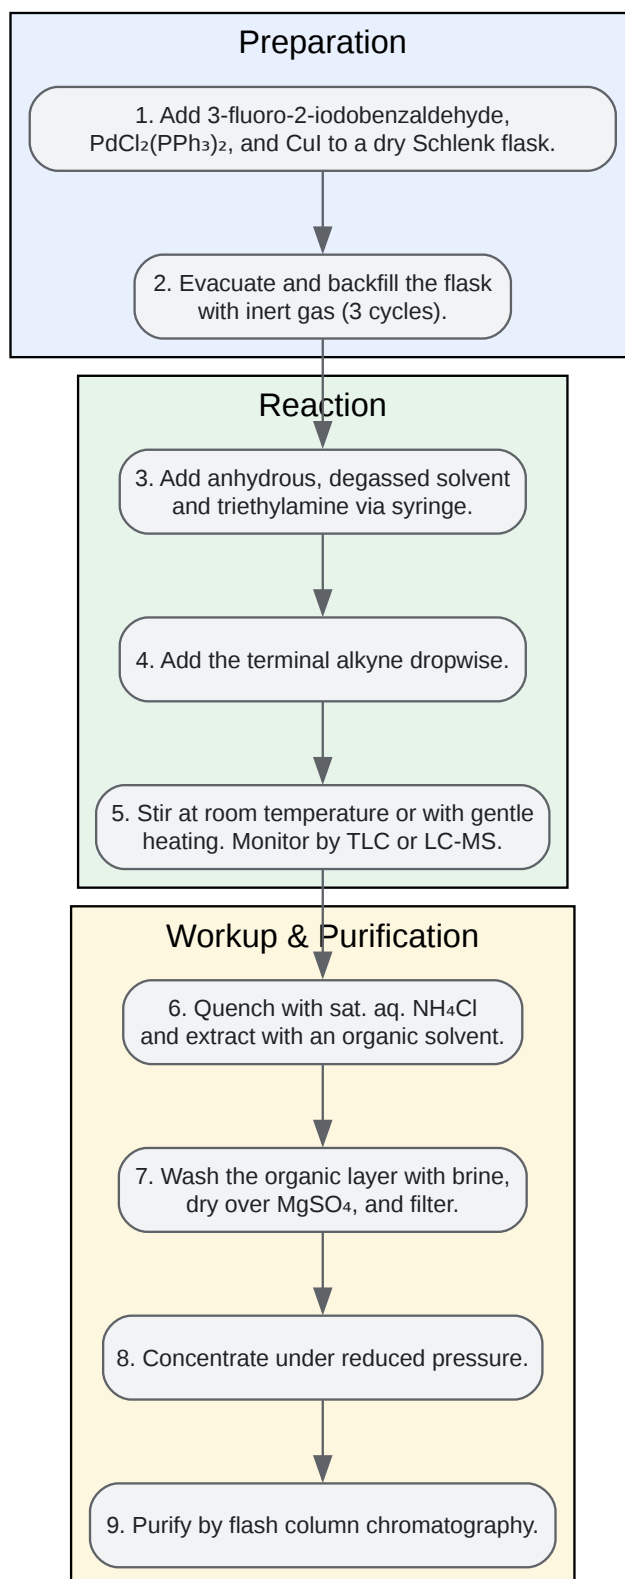 Preparation
1. Add 3-fluoro-2-iodobenzaldehyde,
PdCl₂(PPh₃)₂, and CuI to a dry Schlenk flask.
2. Evacuate and backfill the flask
with inert gas (3 cycles).
Reaction
3. Add anhydrous, degassed solvent
and triethylamine via syringe.
4. Add the terminal alkyne dropwise.
5. Stir at room temperature or with gentle
heating. Monitor by TLC or LC-MS.
Workup & Purification
6. Quench with sat. aq. NH₄Cl
and extract with an organic solvent.
7. Wash the organic layer with brine,
dry over MgSO₄, and filter.
8. Concentrate under reduced pressure.
9. Purify by flash column chromatography.